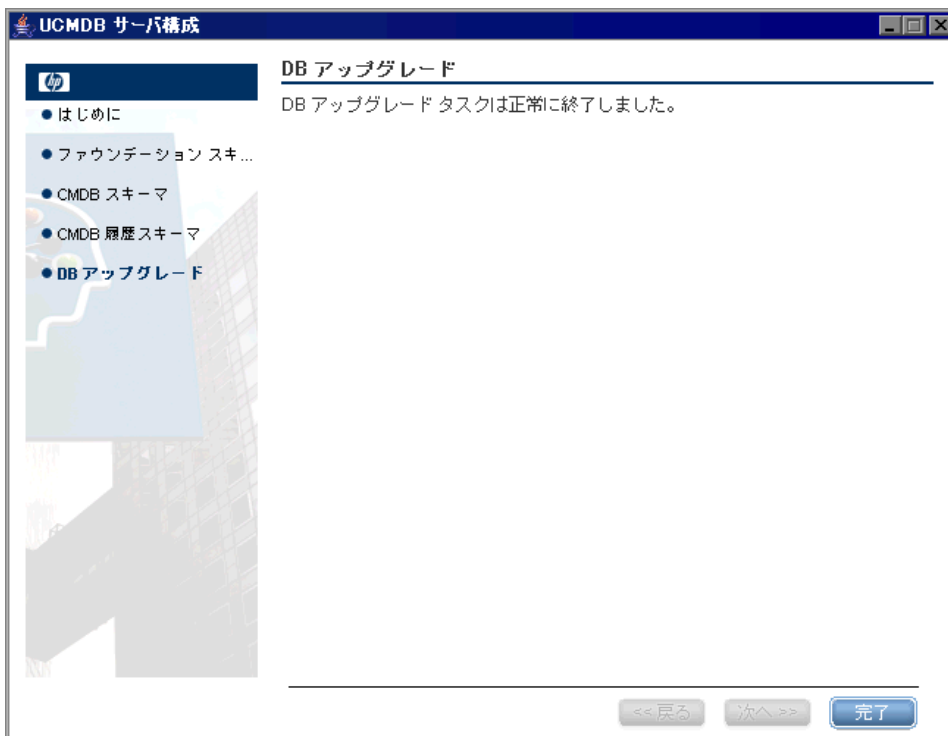 UCMDB サーバ構成
hp
はじめに
ファウンデーション スキ...
CMDB スキーマ
CMDB 履歴スキーマ
DB アップグレード
DB アップグレード
DB アップグレード タスクは正常に終了しました。
<< 戻る
次へ >>
完了